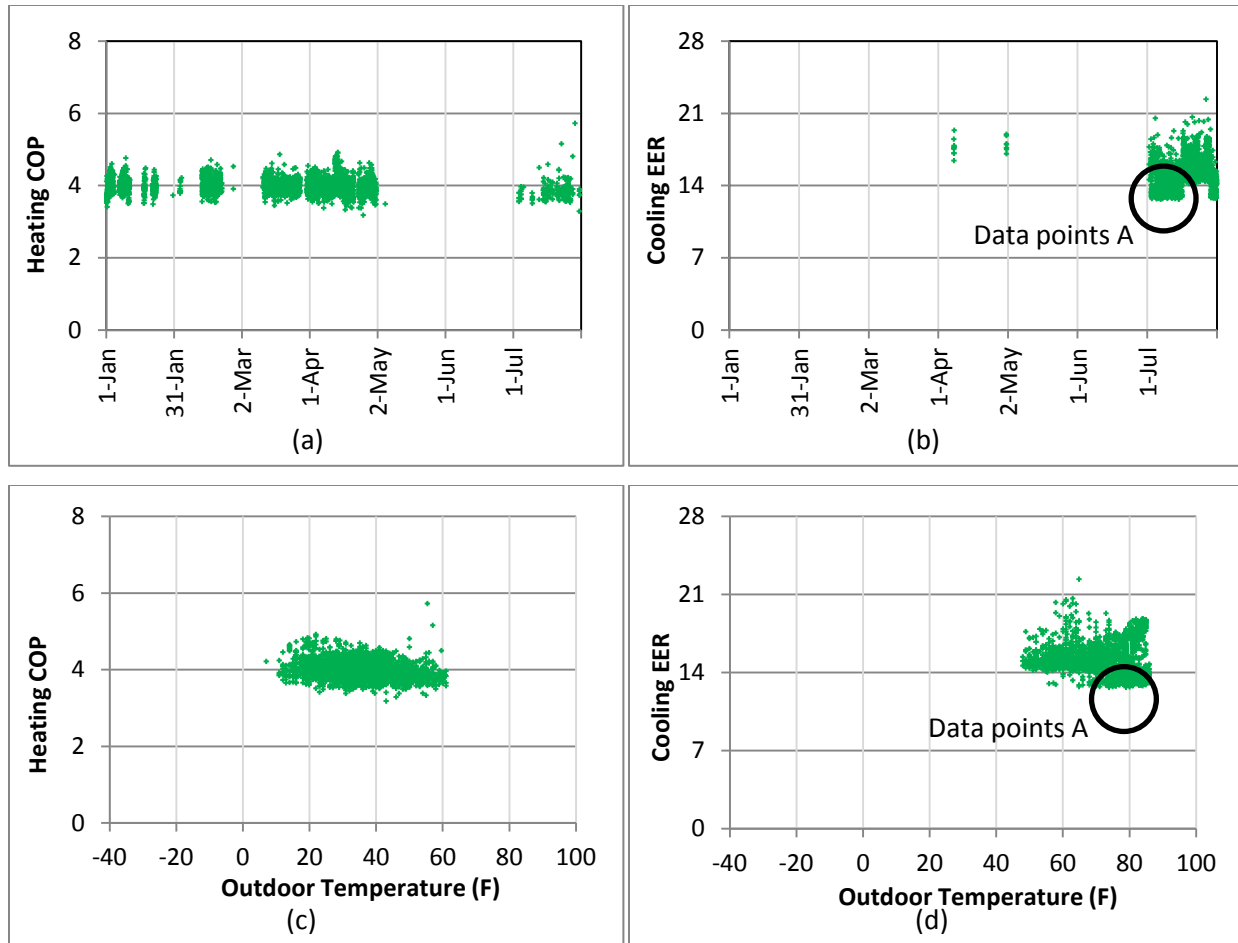 Heating COP
8
6
4
2
0
1-Jan
31-Jan
2-Mar
1-Apr
2-May
1-Jun
1-Jul
(a)
Cooling EER
28
21
14
7
0
Data points A
1-Jan
31-Jan
2-Mar
1-Apr
2-May
1-Jun
1-Jul
(b)
Heating COP
8
6
4
2
0
-40 -20 0 20 40 60 80 100
Outdoor Temperature (F)
(c)
Cooling EER
28
21
14
7
0
Data points A
-40 -20 0 20 40 60 80 100
Outdoor Temperature (F)
(d)